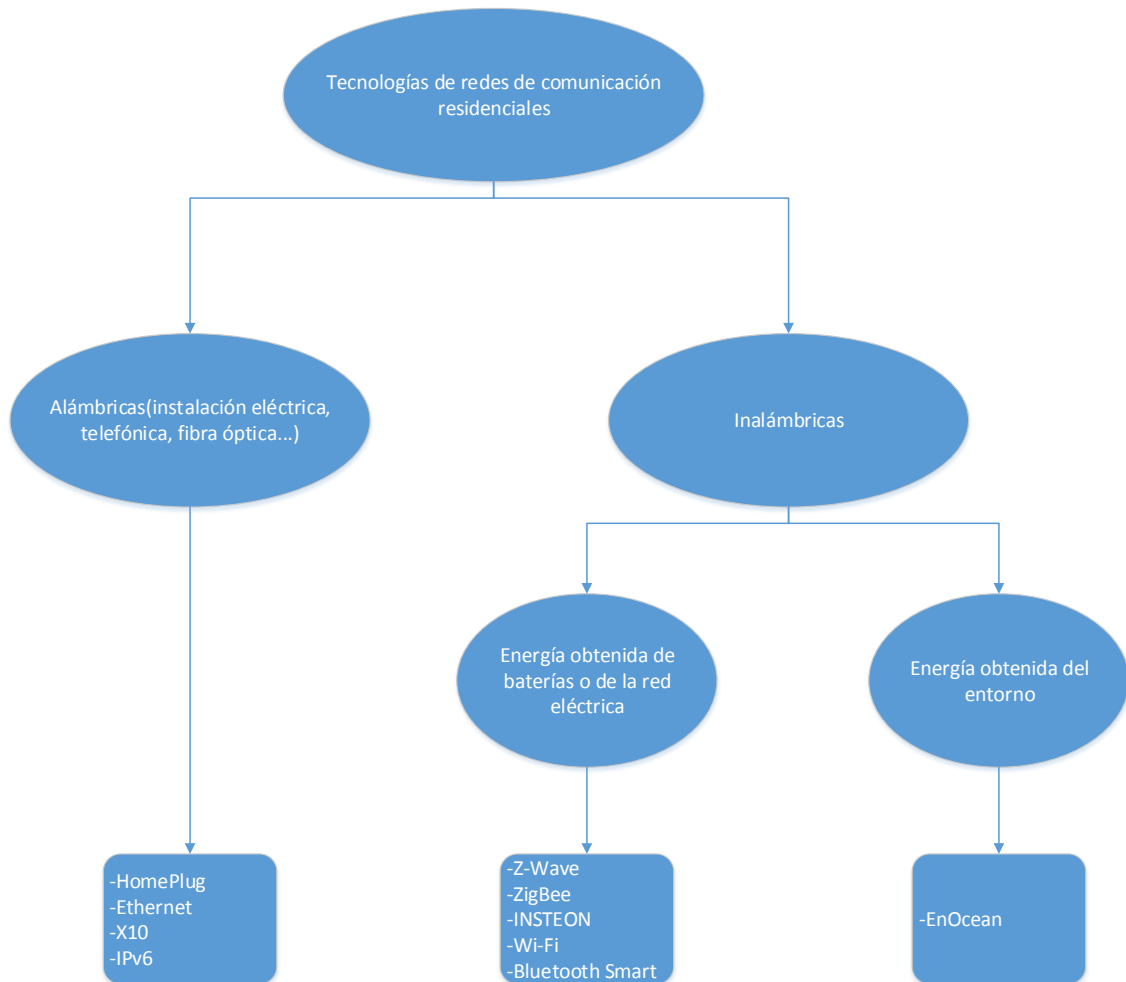 Tecnologías de redes de comunicación
residenciales
Alámbricas(instalación eléctrica,
telefónica, fibra óptica...)
Inalámbricas
Energía obtenida de
baterías o de la red
eléctrica
Energía obtenida del
entorno
-HomePlug
-Ethernet
-X10
-IPv6
-Z-Wave
-ZigBee
-INSTEON
-Wi-Fi
-Bluetooth Smart
-EnOcean